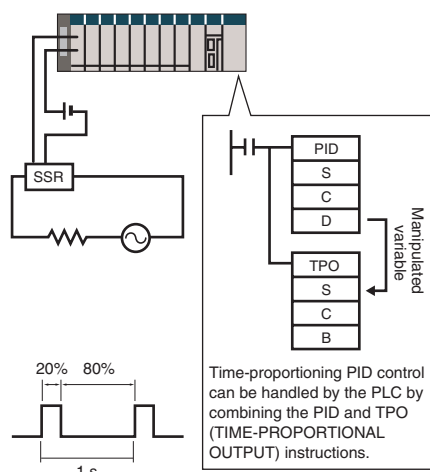 SSR
PID
S
C
D
Manipulated
variable
TPO
S
C
B
20% 80%
1 s
Time-proportioning PID control
can be handled by the PLC by
combining the PID and TPO
(TIME-PROPORTIONAL
OUTPUT) instructions.